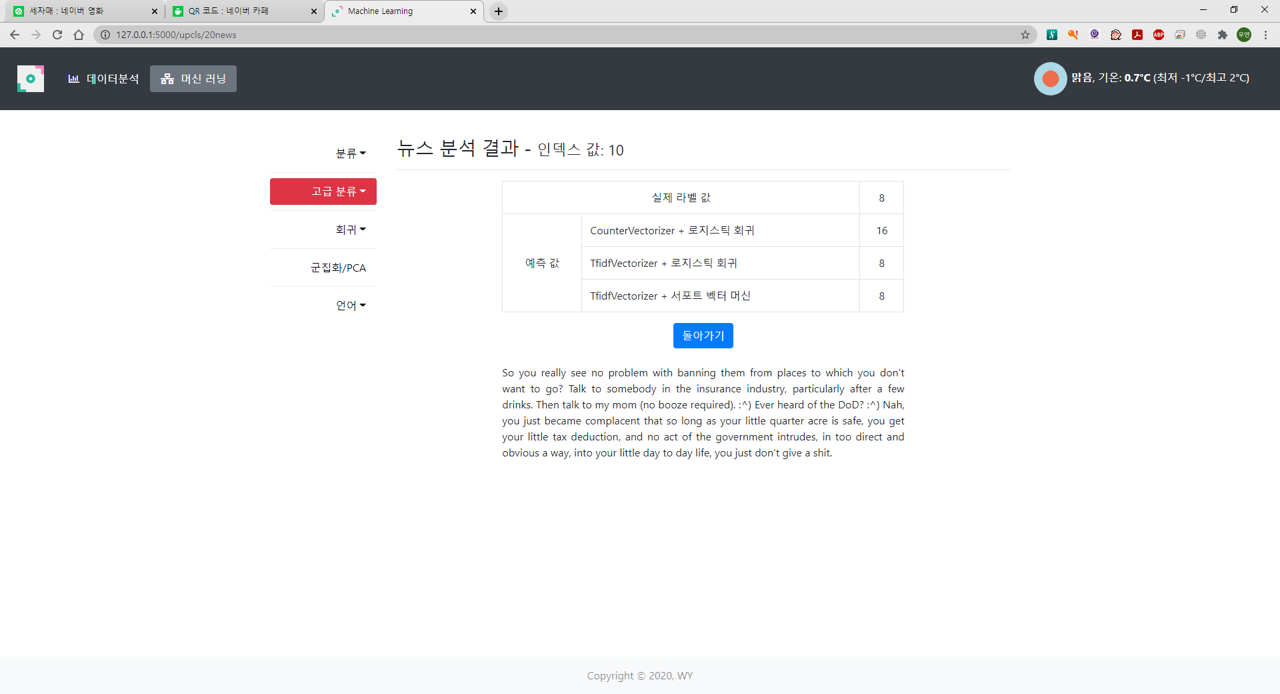 세자매 : 네이버 영화
QR 코드 : 네이버 카페
Machine Learning
127.0.0.1:5000/upcls/20news
ABP
우연
데이터분석
머신 러닝
맑음, 기온: 0.7°C (최저 -1°C/최고 2°C)
분류
고급 분류
회귀
군집화/PCA
언어
뉴스 분석 결과 - 인덱스 값: 10
실제 라벨 값 8
예측 값
CounterVectorizer + 로지스틱 회귀 16
TfidfVectorizer + 로지스틱 회귀 8
TfidfVectorizer + 서포트 벡터 머신 8
돌아가기
So you really see no problem with banning them from places to which you don't
want to go? Talk to somebody in the insurance industry, particularly after a few
drinks. Then talk to my mom (no booze required). :^) Ever heard of the DoD? :^) Nah,
you just became complacent that so long as your little quarter acre is safe, you get
your little tax deduction, and no act of the government intrudes, in too direct and
obvious a way, into your little day to day life, you just don't give a shit.
Copyright © 2020, WY